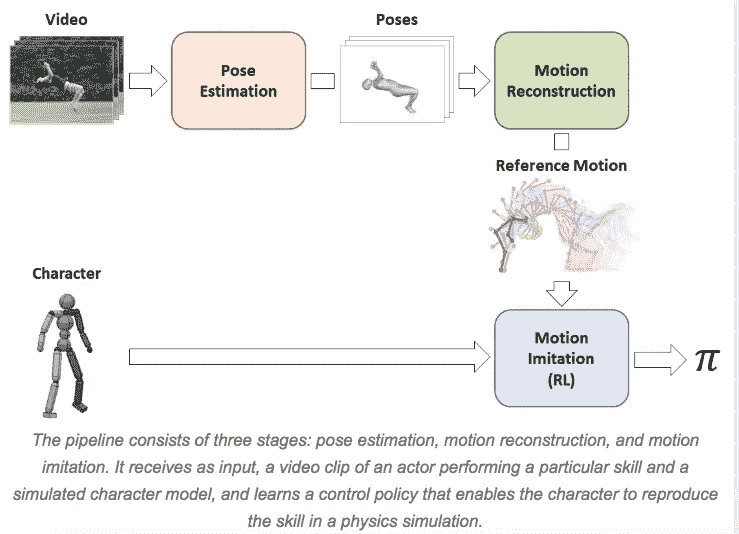 Video
Poses
Pose
Estimation
Motion
Reconstruction
Reference Motion
Character
Motion
Imitation
(RL)
π
The pipeline consists of three stages: pose estimation, motion reconstruction, and motion
imitation. It receives as input, a video clip of an actor performing a particular skill and a
simulated character model, and learns a control policy that enables the character to reproduce
the skill in a physics simulation.